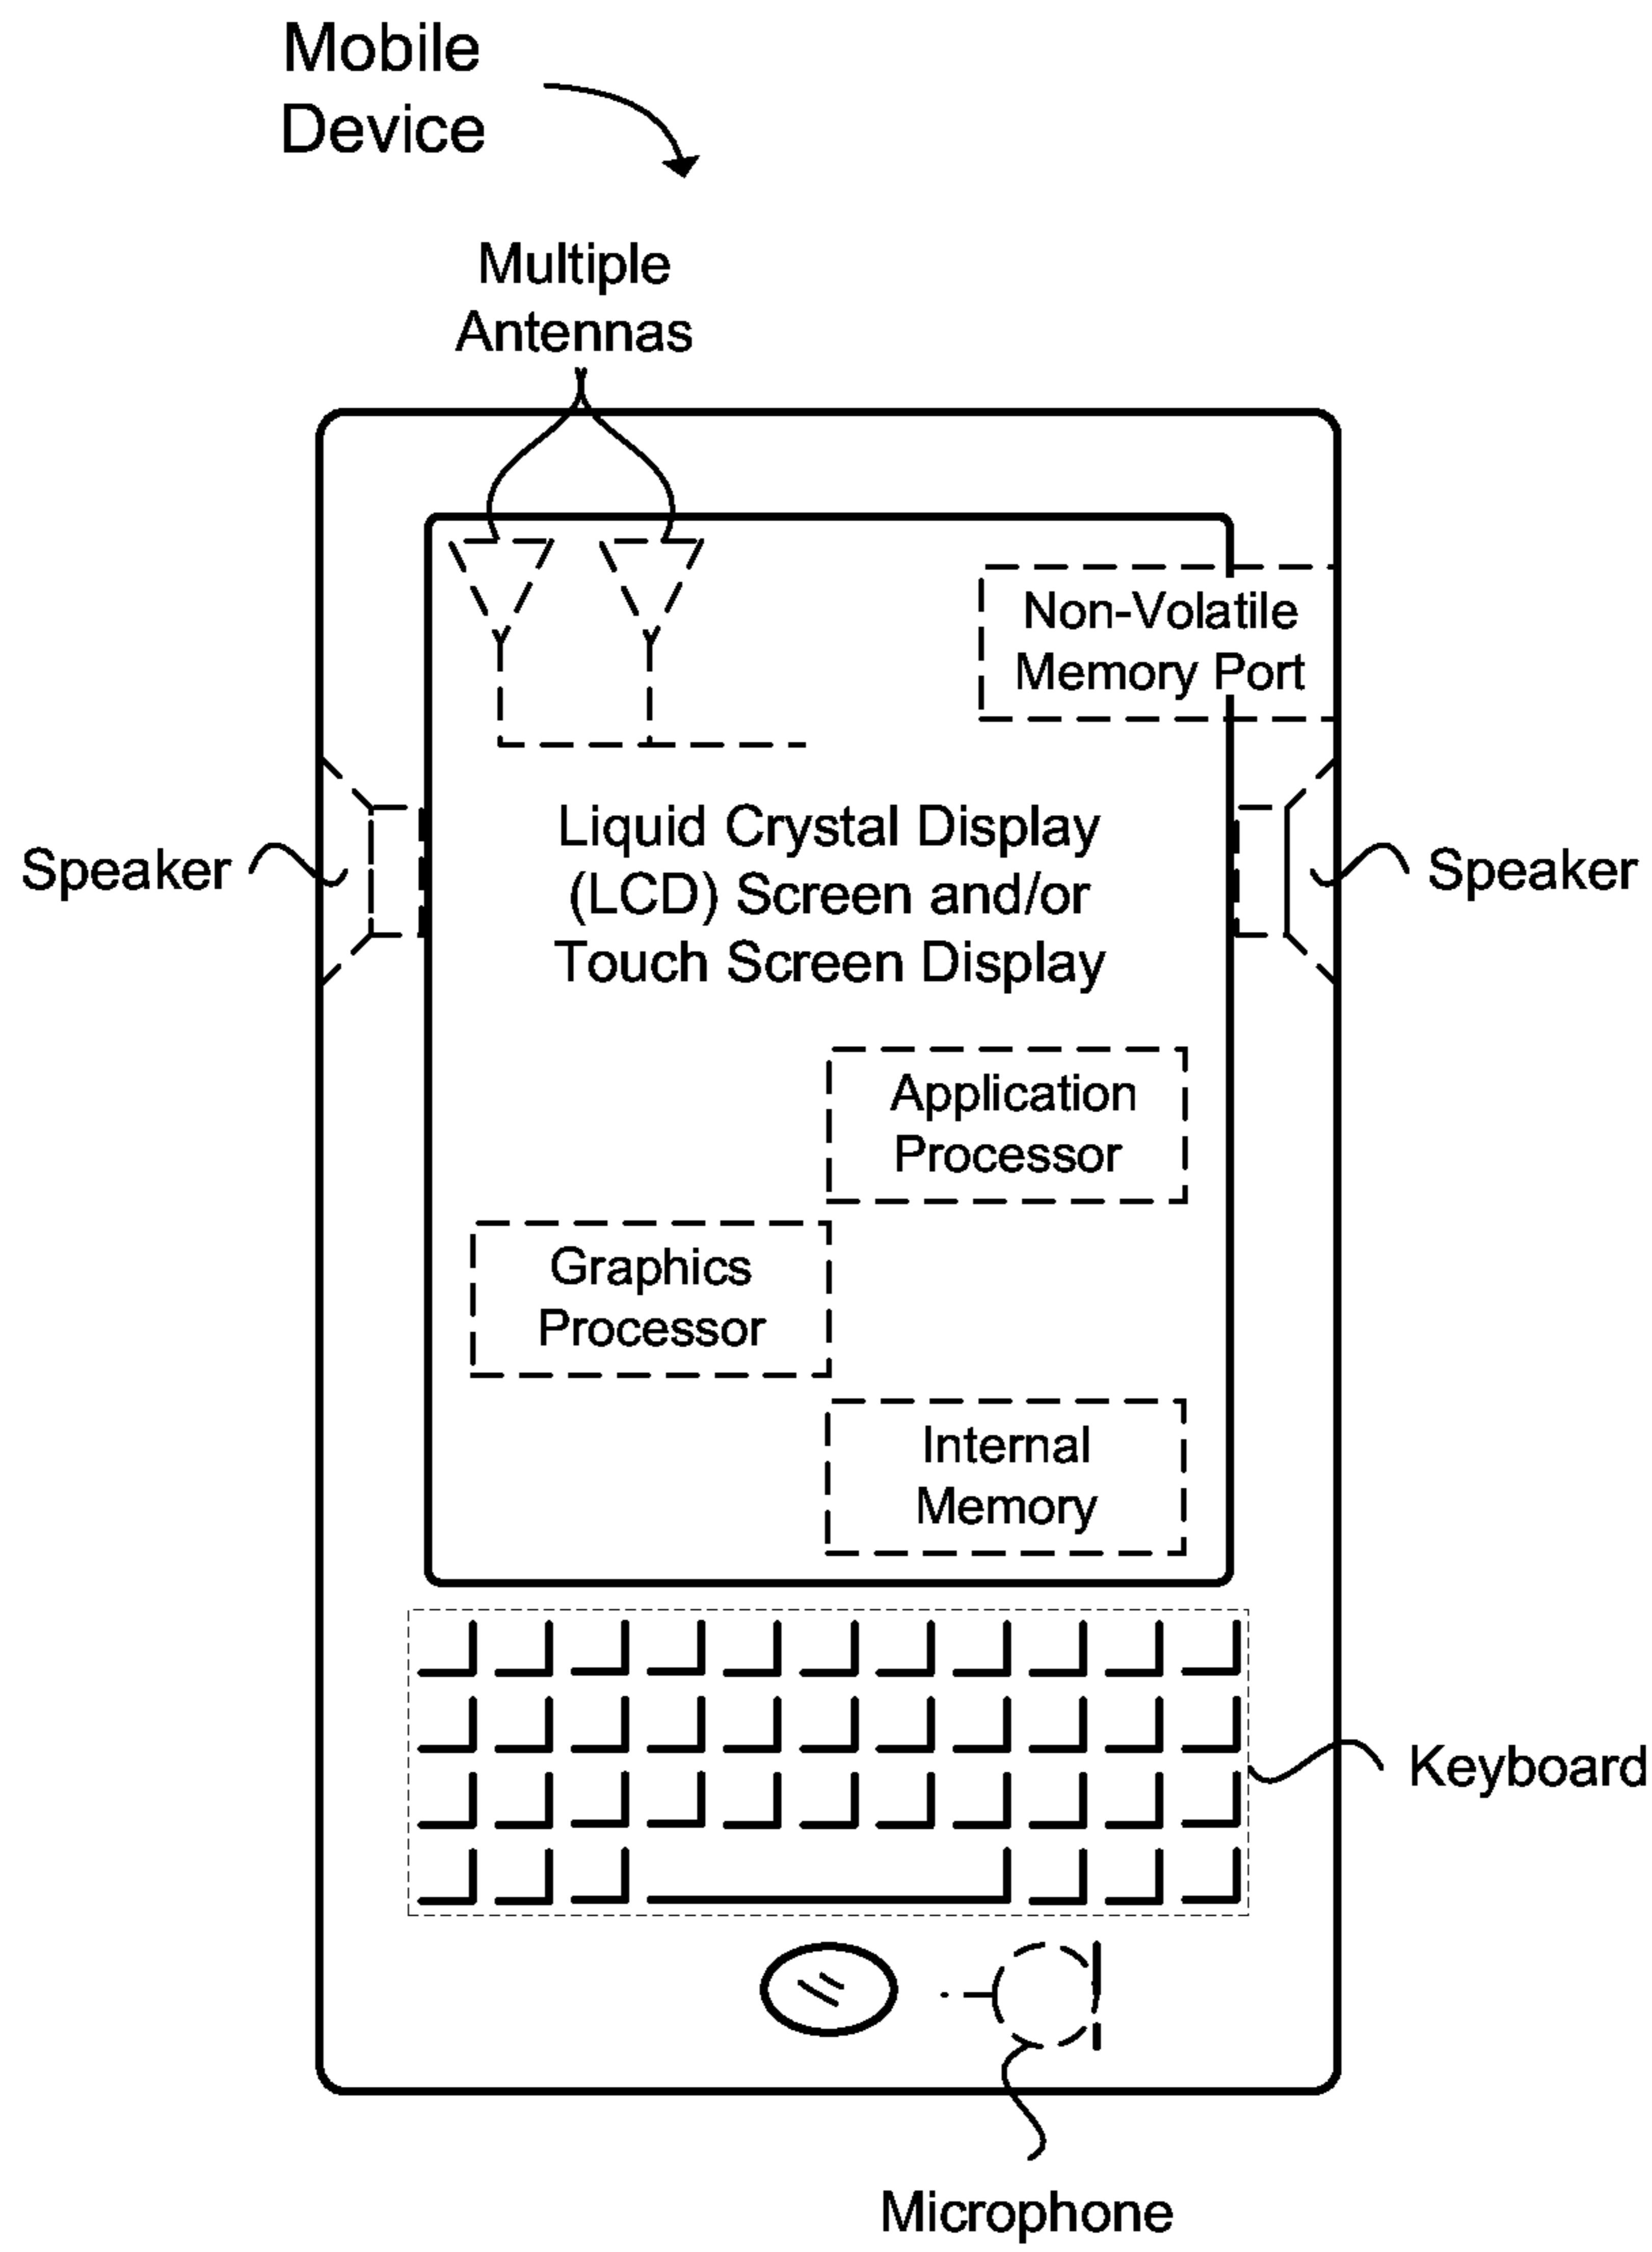 Mobile
Device
Multiple
Antennas
Non-Volatile
Memory Port
Speaker
Liquid Crystal Display
(LCD) Screen and/or
Touch Screen Display
Speaker
Application
Processor
Graphics
Processor
Internal
Memory
Keyboard
Microphone